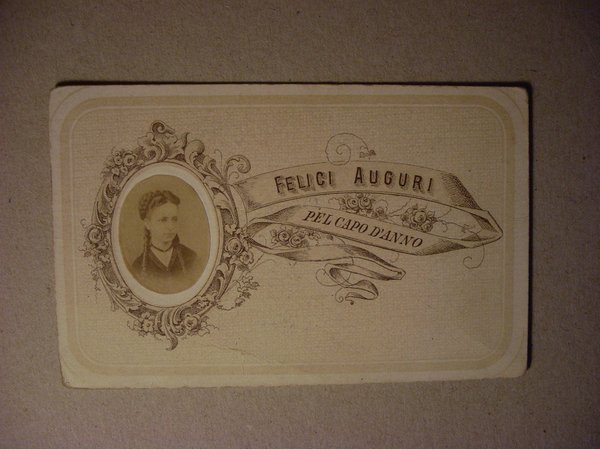 FELICI AUGURI
PEL CAPO D'ANNO